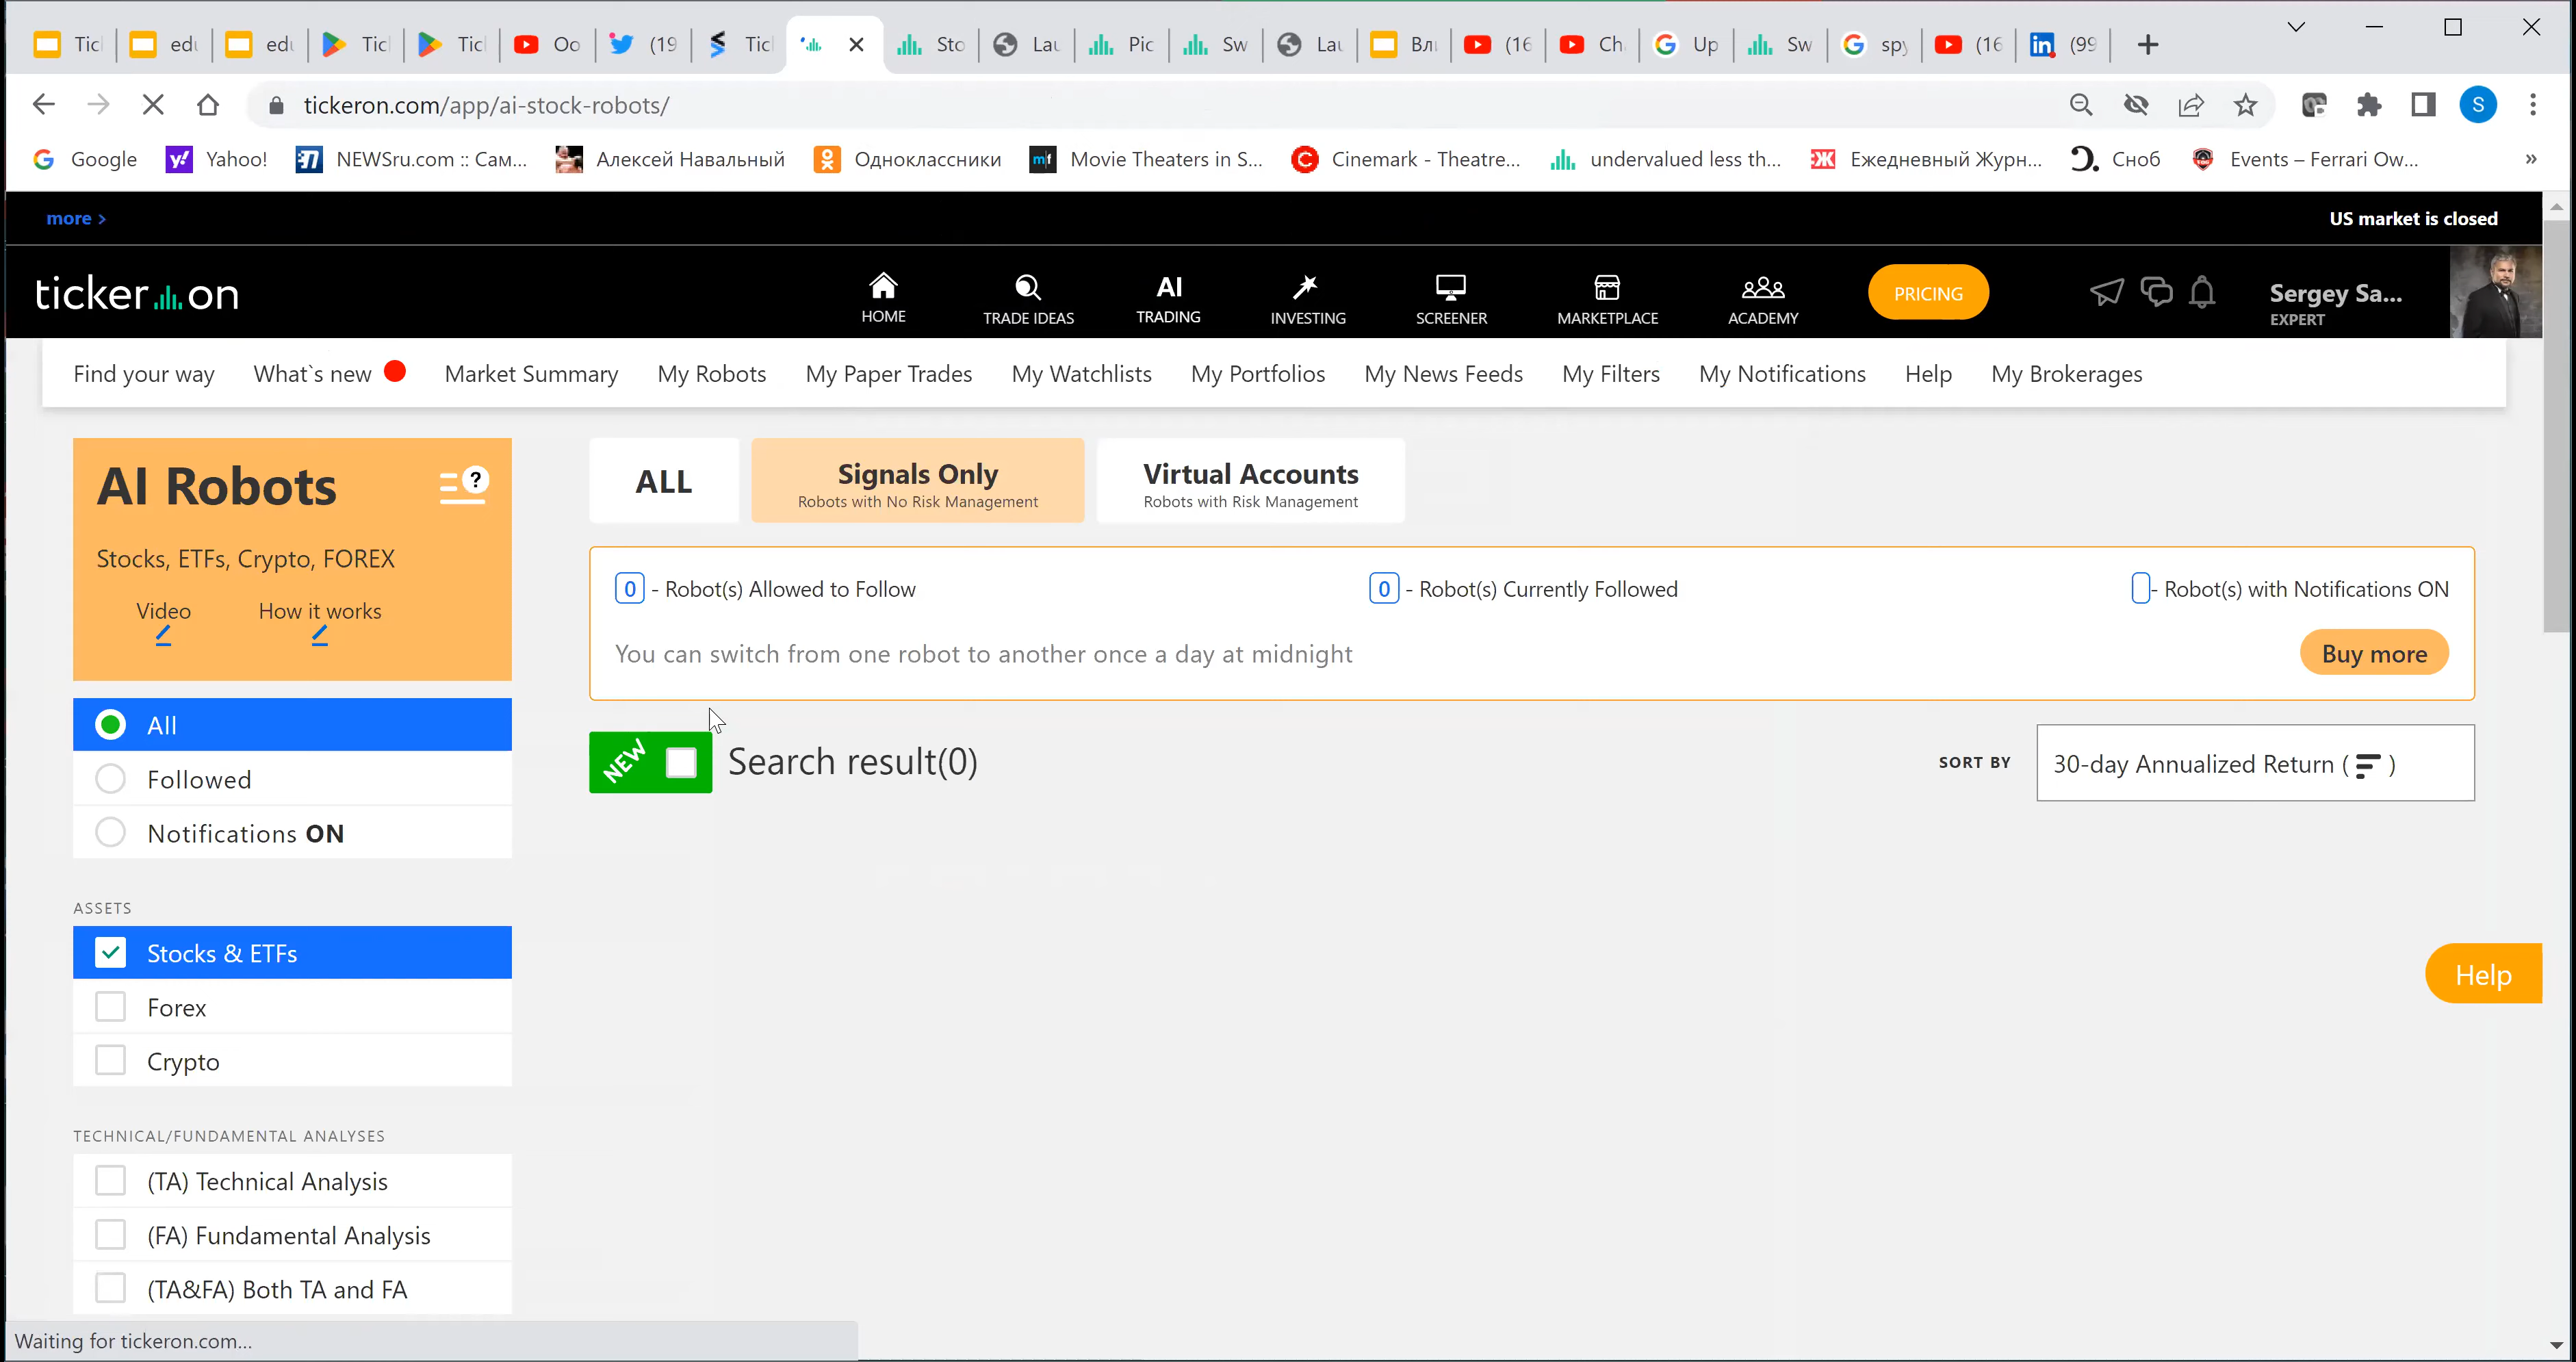 Tic
edu
edu
Tic
Tic
Oo
(19
Tic
Sto
Lau
Pic
Sw
Lau
Вли
(16
Ch
Up
Sw
spy
(16
(99
tickeron.com/app/ai-stock-robots/
S
Google
Yahoo!
NEWSru.com :: Сам...
Алексей Навальный
Одноклассники
Movie Theaters in S...
Cinemark - Theatre...
undervalued less th...
Ежедневный Журн...
Сноб
Events – Ferrari Ow...
»
more >
US market is closed
tickeron
HOME
TRADE IDEAS
AI
TRADING
INVESTING
SCREENER
MARKETPLACE
ACADEMY
PRICING
Sergey Sa...
EXPERT
Find your way
What`s new
Market Summary
My Robots
My Paper Trades
My Watchlists
My Portfolios
My News Feeds
My Filters
My Notifications
Help
My Brokerages
AI Robots
?
Stocks, ETFs, Crypto, FOREX
Video
How it works
ALL
Signals Only
Robots with No Risk Management
Virtual Accounts
Robots with Risk Management
0 - Robot(s) Allowed to Follow
0 - Robot(s) Currently Followed
- Robot(s) with Notifications ON
You can switch from one robot to another once a day at midnight
Buy more
All
Followed
Notifications ON
NEW
Search result(0)
SORT BY
30-day Annualized Return ( )
ASSETS
Stocks & ETFs
Forex
Crypto
Help
TECHNICAL/FUNDAMENTAL ANALYSES
(TA) Technical Analysis
(FA) Fundamental Analysis
(TA&FA) Both TA and FA
Waiting for tickeron.com...